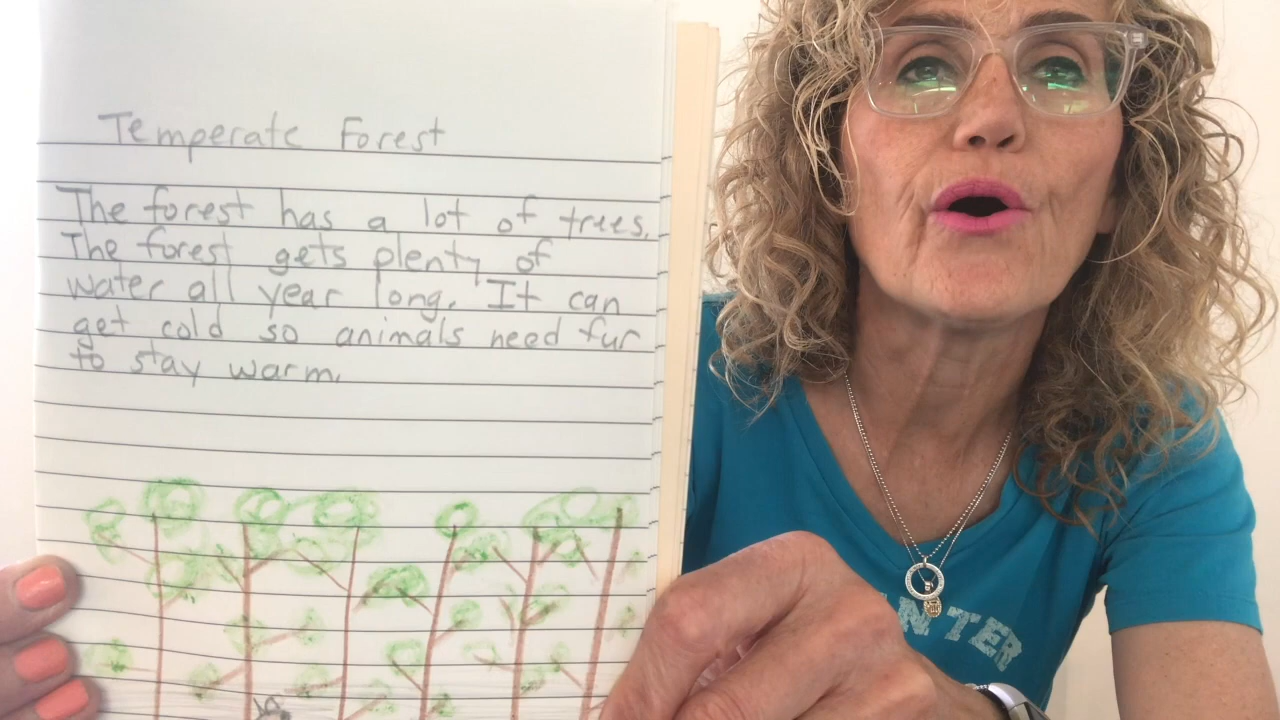 Temperate Forest
The forest has a lot of trees.
The forest gets plenty of
water all year long. It can
get cold so animals need fur
to stay warm.